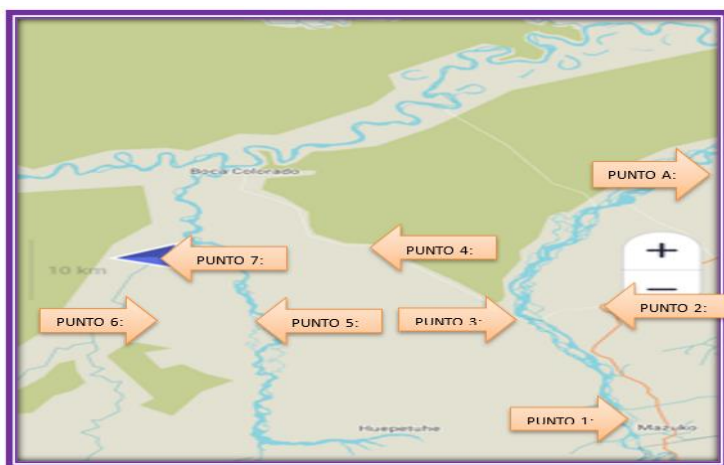 Boca Colorado
PUNTO A:
PUNTO 4:
PUNTO 7:
10 km
+
−
PUNTO 2:
PUNTO 6:
PUNTO 5:
PUNTO 3:
PUNTO 1:
Huepetuhe
Mazuko